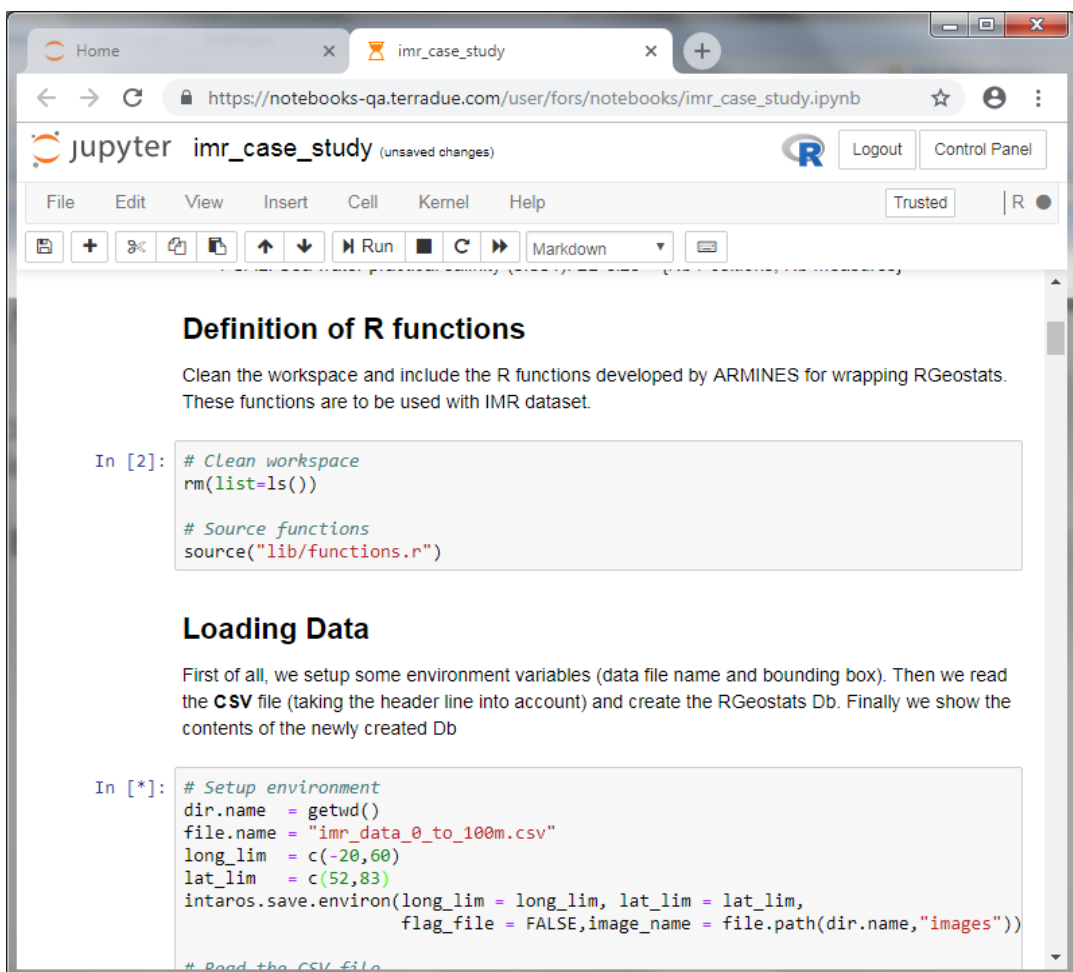 Home
imr_case_study
https://notebooks-qa.terradue.com/user/fors/notebooks/imr_case_study.ipynb
jupyter imr_case_study (unsaved changes) R Logout Control Panel
File Edit View Insert Cell Kernel Help Trusted R
Run Markdown
Definition of R functions
Clean the workspace and include the R functions developed by ARMINES for wrapping RGeostats.
These functions are to be used with IMR dataset.
In [2]: # Clean workspace
rm(list=ls())
# Source functions
source("lib/functions.r")
Loading Data
First of all, we setup some environment variables (data file name and bounding box). Then we read
the CSV file (taking the header line into account) and create the RGeostats Db. Finally we show the
contents of the newly created Db
In [*]: # Setup environment
dir.name = getwd()
file.name = "imr_data_0_to_100m.csv"
long_lim = c(-20,60)
lat_lim = c(52,83)
intaros.save.environ(long_lim = long_lim, lat_lim = lat_lim,
flag_file = FALSE,image_name = file.path(dir.name,"images"))
# Read the CSV file